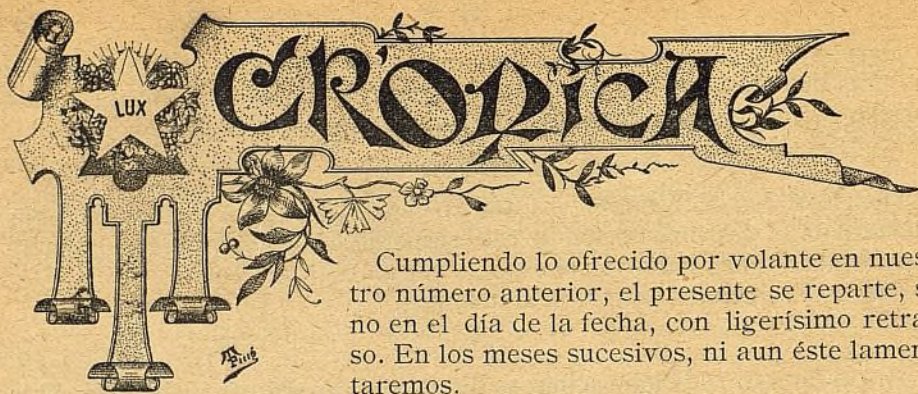 LUX
CRÓNICA
Cumpliendo lo ofrecido por volante en nues-
tro número anterior, el presente se reparte,
no en el día de la fecha, con ligerísimo retra-
so. En los meses sucesivos, ni aun éste lamen-
taremos.